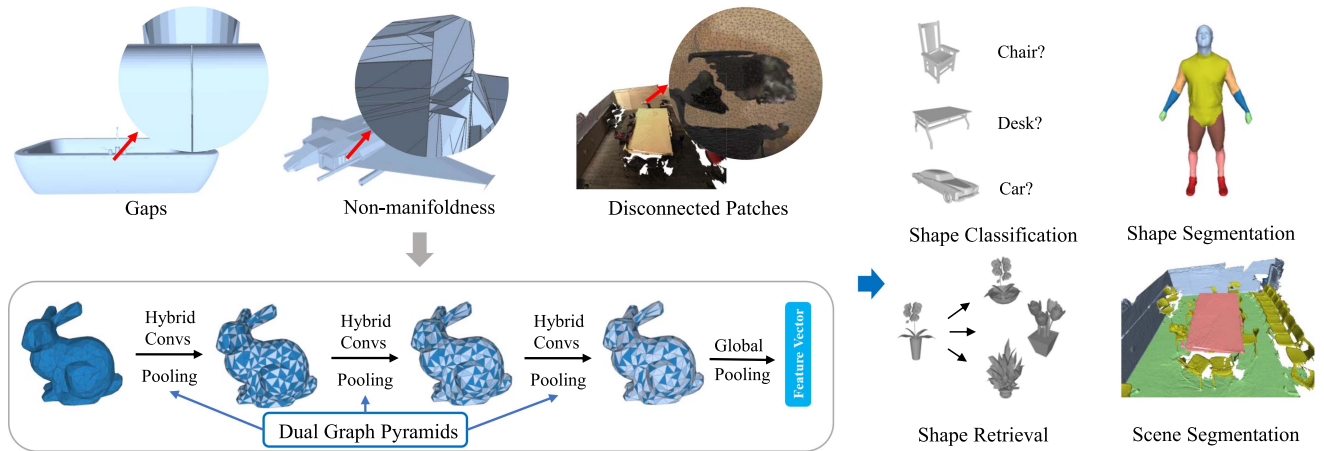 Gaps
Non-manifoldness
Disconnected Patches
Hybrid
Convs
Pooling
Hybrid
Convs
Pooling
Hybrid
Convs
Pooling
Global
Pooling
Feature Vector
Dual Graph Pyramids
Chair?
Desk?
Car?
Shape Classification
Shape Segmentation
Shape Retrieval
Scene Segmentation